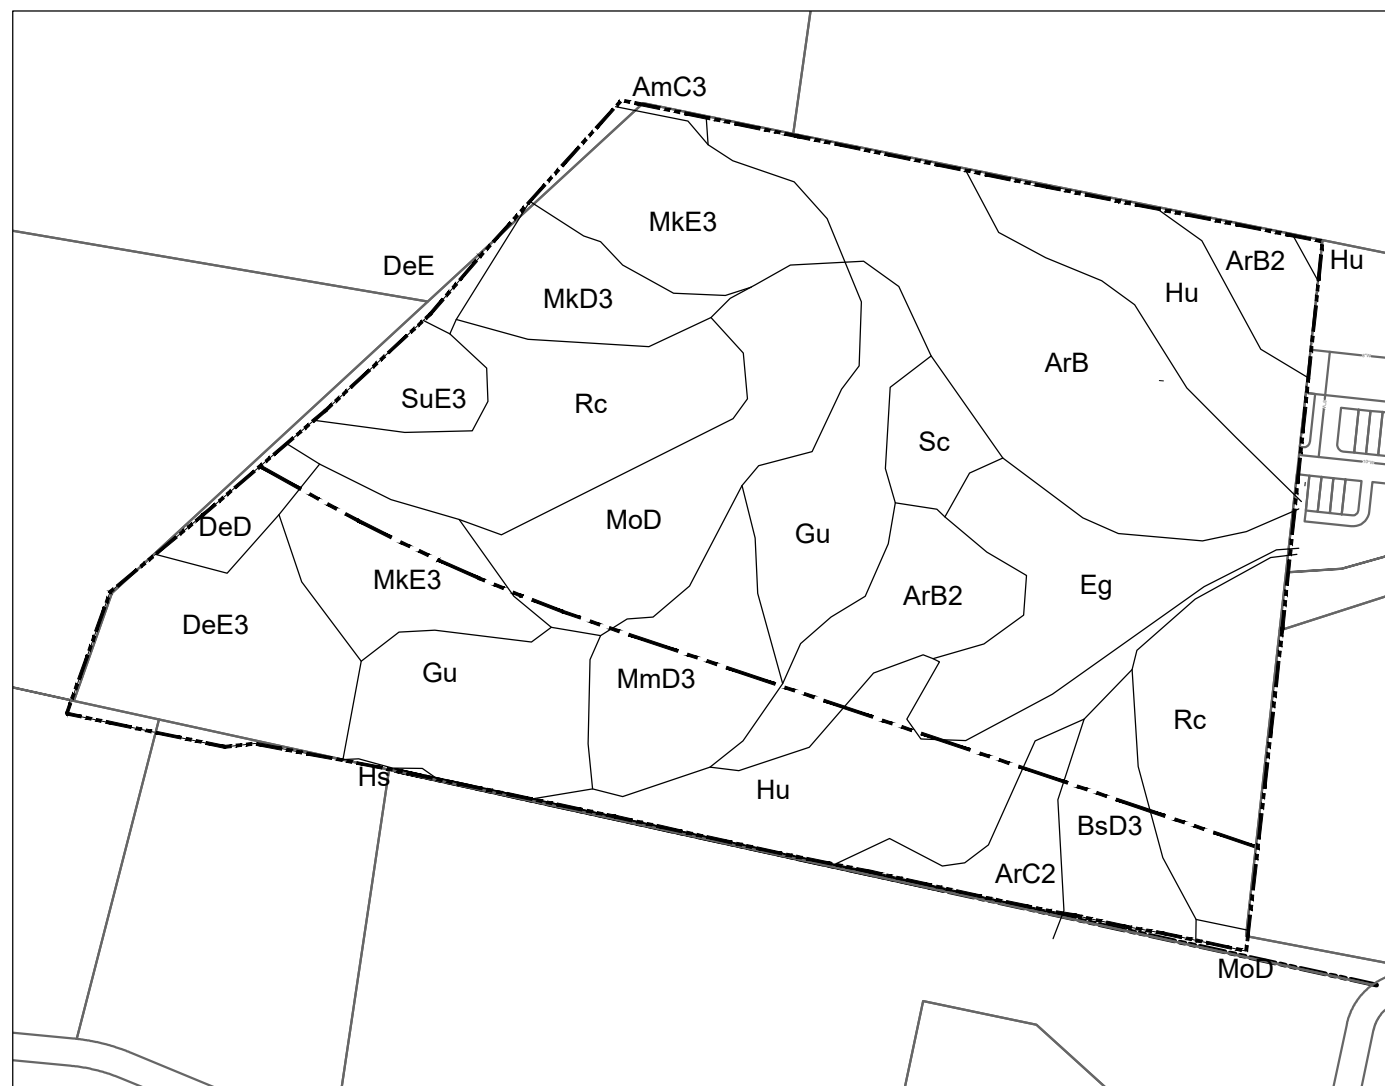 AmC3
MkE3
ArB2
Hu
DeE
Hu
MkD3
ArB
SuE3
Rc
Sc
DeD
MoD
Gu
MkE3
Eg
ArB2
DeE3
Gu
MmD3
Rc
Hs
Hu
BsD3
ArC2
MoD